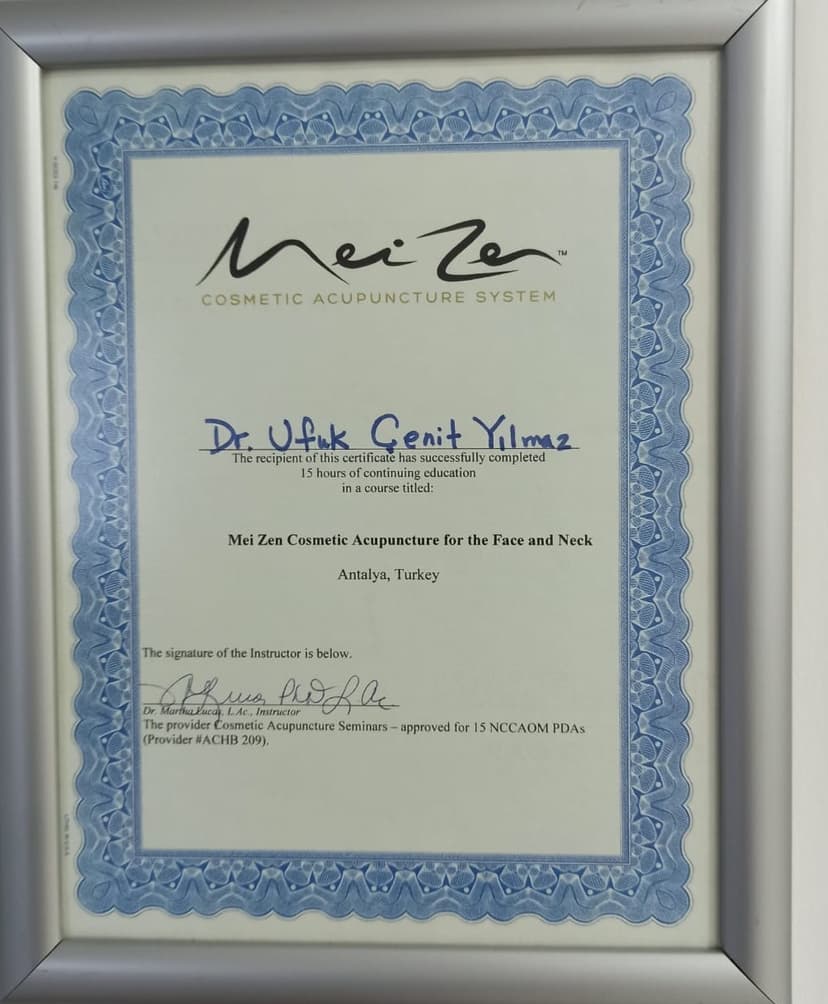 Mei Zen™
COSMETIC ACUPUNCTURE SYSTEM
Dr. Ufuk Çenit Yılmaz
The recipient of this certificate has successfully completed
15 hours of continuing education
in a course titled:
Mei Zen Cosmetic Acupuncture for the Face and Neck
Antalya, Turkey
The signature of the Instructor is below.
PhD L Ac
Dr. Martha Lucas, L.Ac., Instructor
The provider Cosmetic Acupuncture Seminars – approved for 15 NCCAOM PDAs
(Provider #ACHB 209).